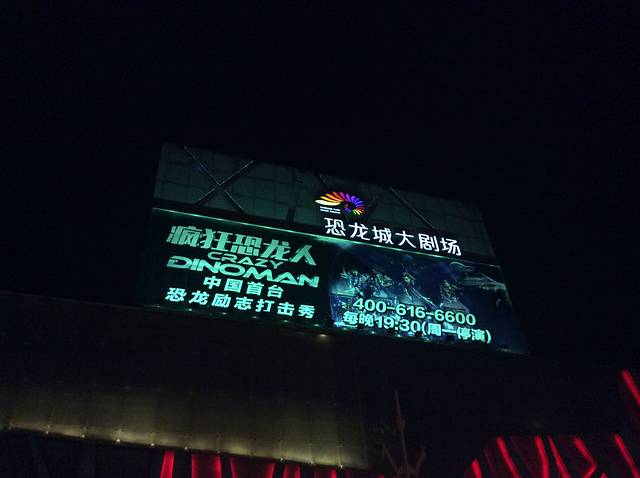 恐龙城大剧场
疯狂恐龙人
CRAZY
DINOMAN
中国首台
恐龙励志打击秀
400-616-6600
每晚19:30(周一停演)